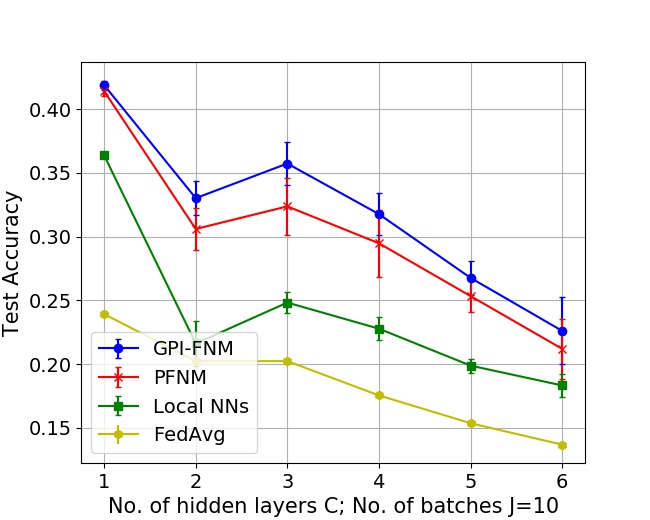 0.40
0.35
0.30
0.25
0.20
0.15
Test Accuracy
GPI-FNM
PFNM
Local NNs
FedAvg
1 2 3 4 5 6
No. of hidden layers C; No. of batches J=10